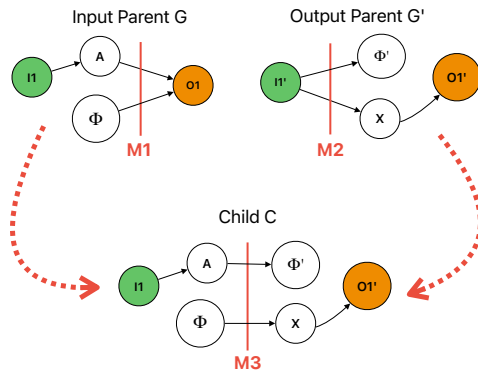 Input Parent G
Output Parent G'
I1
A
Φ
O1
M1
I1'
Φ'
X
O1'
M2
Child C
I1
A
Φ'
Φ
X
O1'
M3